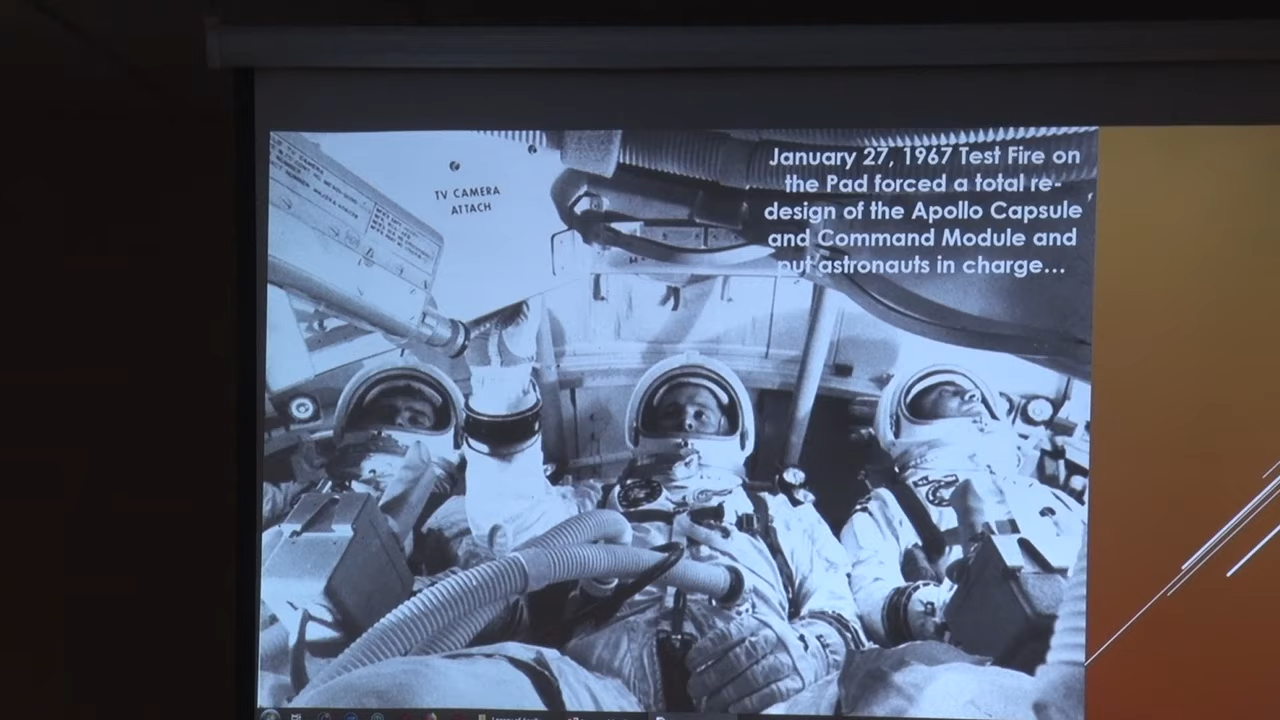 January 27, 1967 Test Fire on
the Pad forced a total re-
design of the Apollo Capsule
and Command Module and
put astronauts in charge...
TV CAMERA
ATTACH